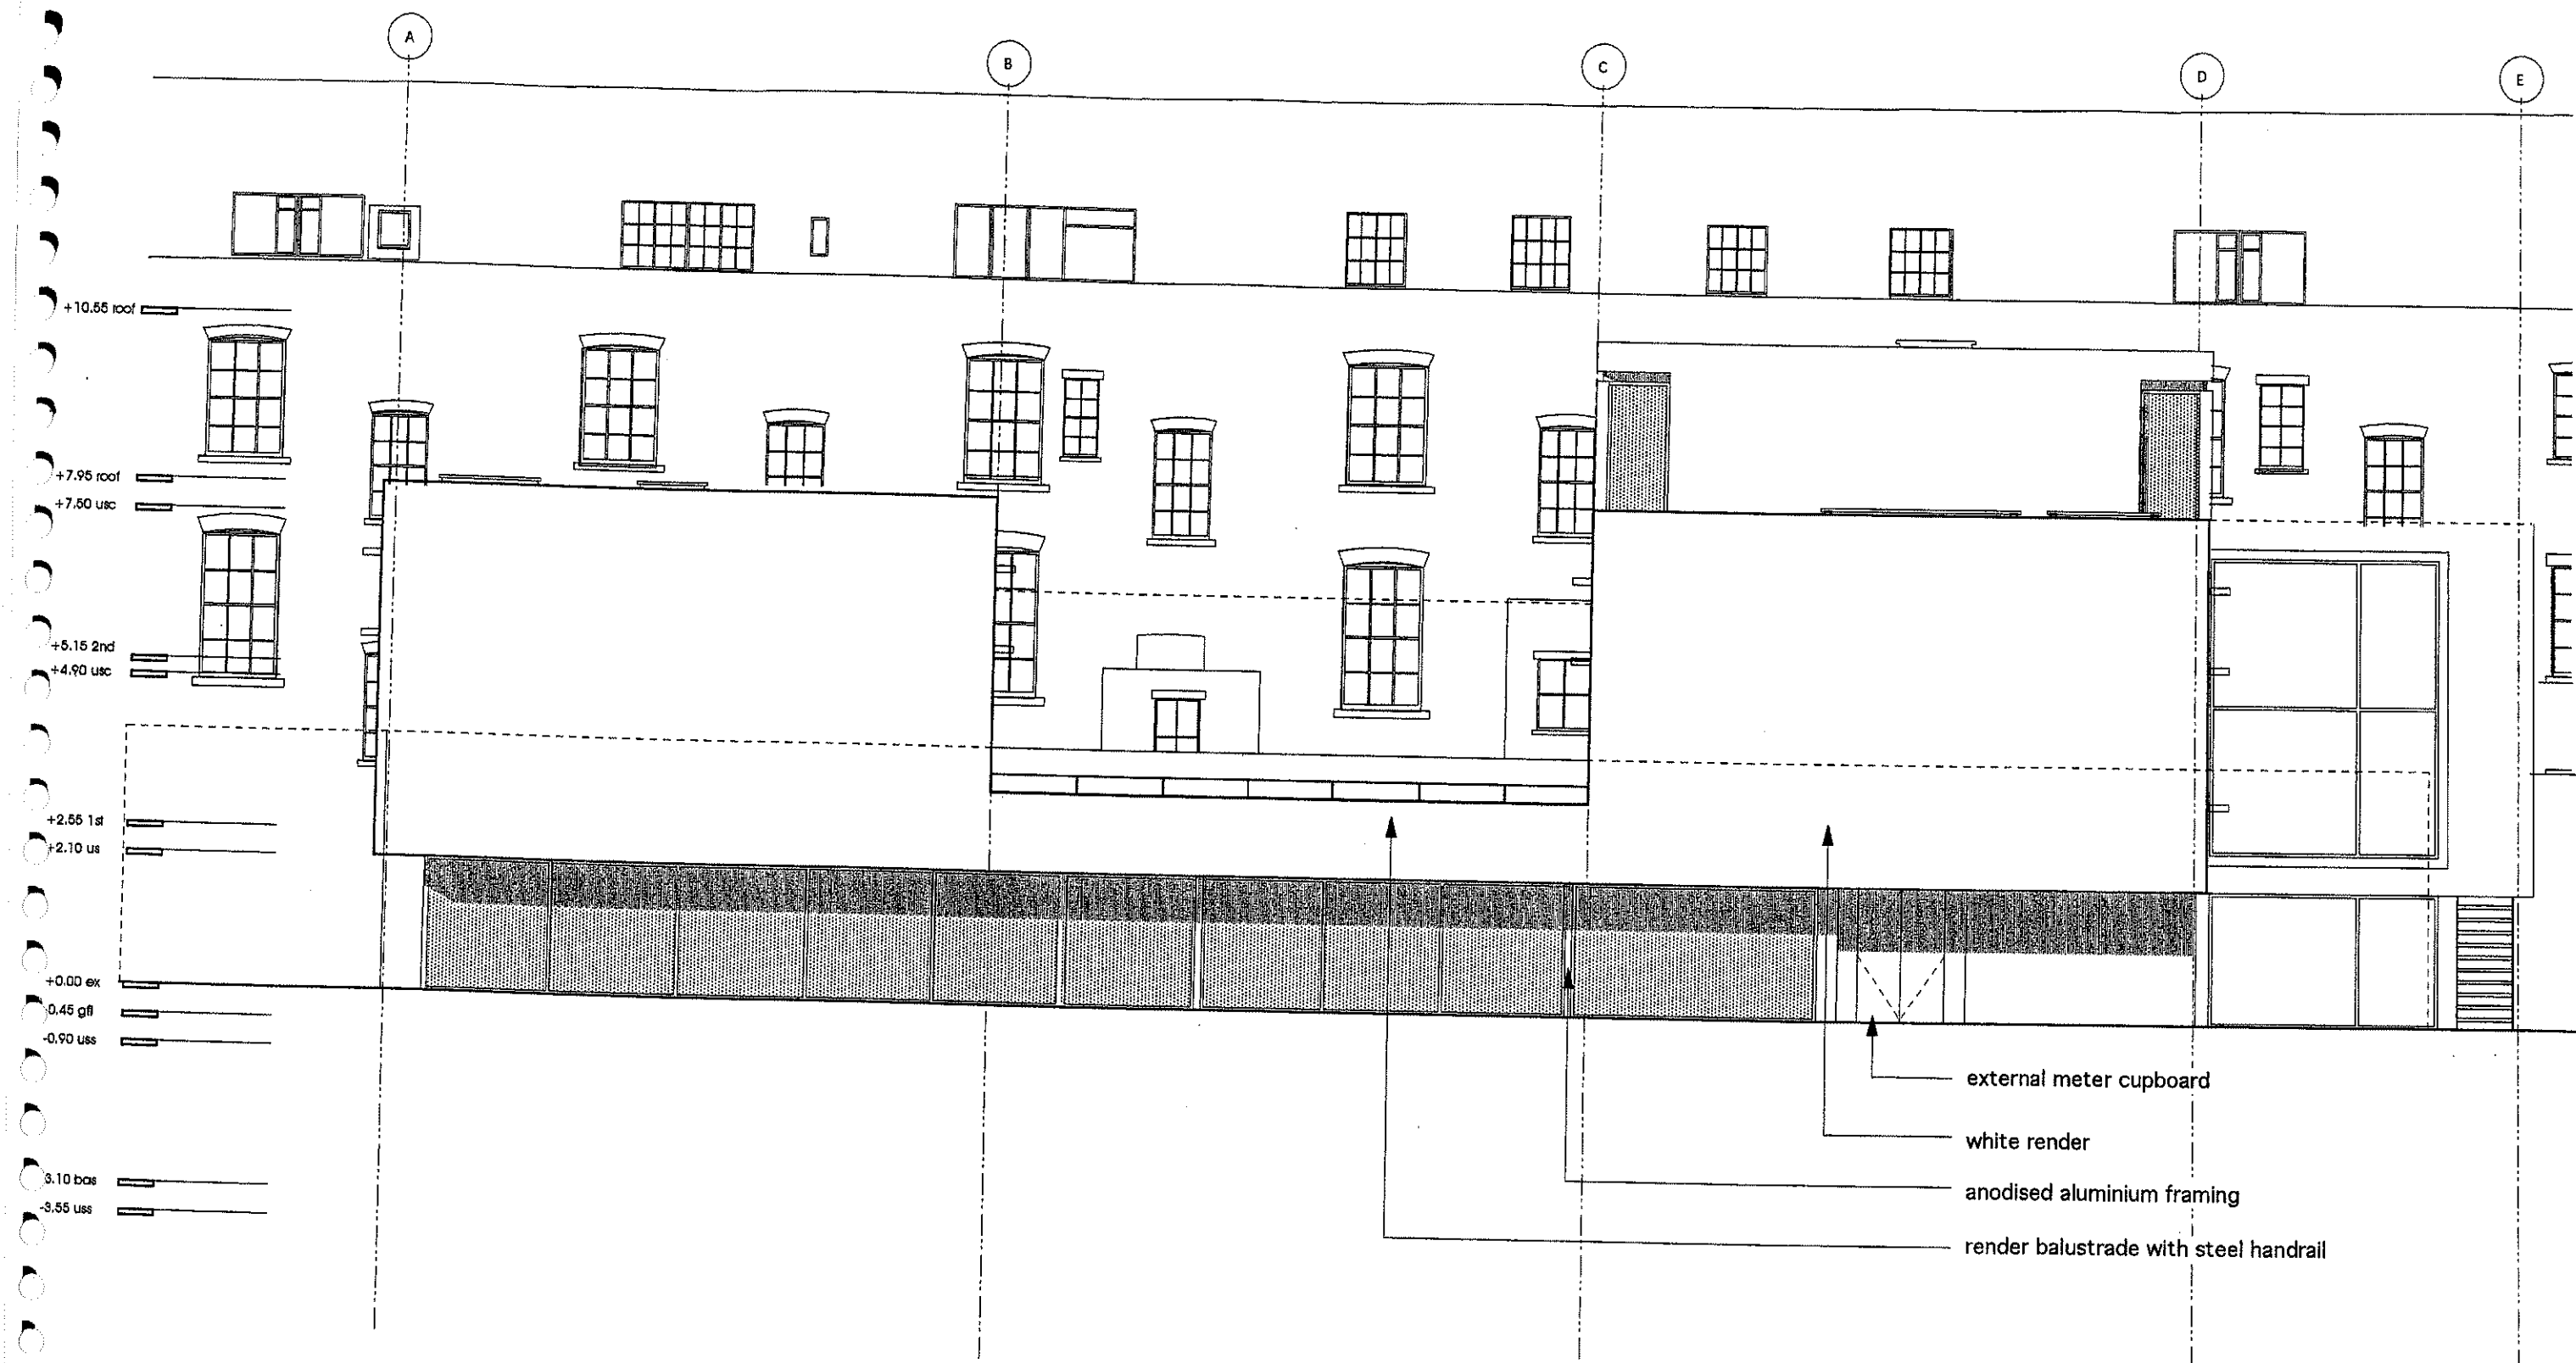 A
B
C
D
E
+10.55 roof
+7.95 roof
+7.50 usc
+5.15 2nd
+4.90 usc
+2.55 1st
+2.10 us
+0.00 ex
0.45 gfl
-0.90 uss
3.10 bas
-3.55 uss
external meter cupboard
white render
anodised aluminium framing
render balustrade with steel handrail